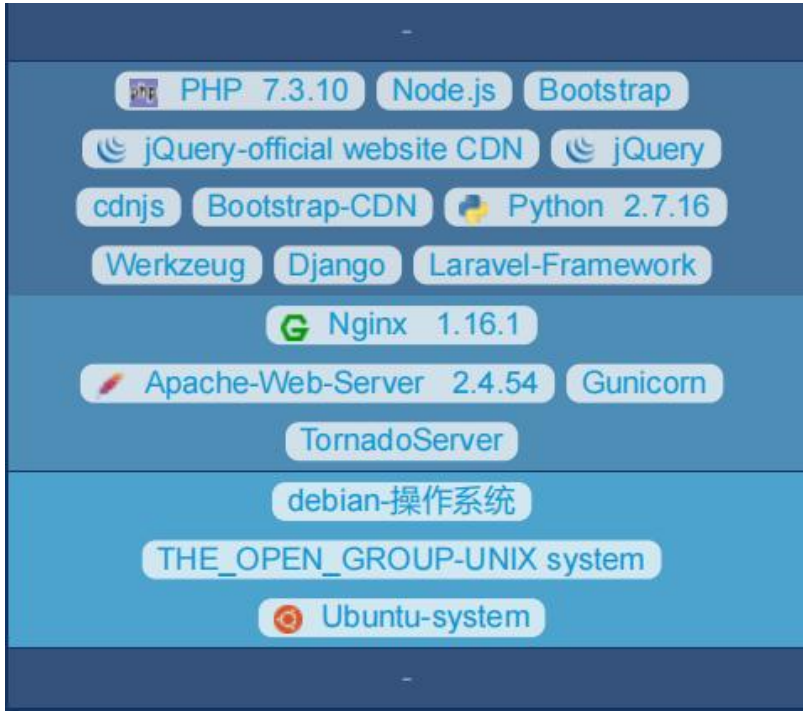 -
PHP 7.3.10 Node.js Bootstrap
jQuery-official website CDN jQuery
cdnjs Bootstrap-CDN Python 2.7.16
Werkzeug Django Laravel-Framework
Nginx 1.16.1
Apache-Web-Server 2.4.54 Gunicorn
TornadoServer
debian-操作系统
THE_OPEN_GROUP-UNIX system
Ubuntu-system
-